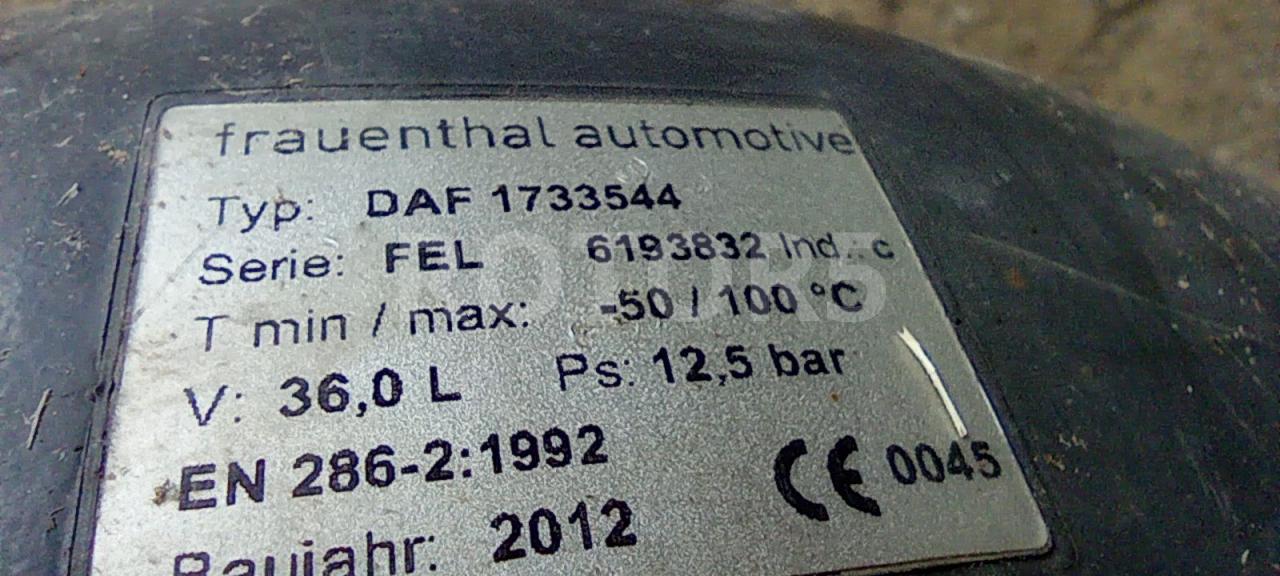 frauenthal automotive
Typ: DAF 1733544
Serie: FEL 6193832 Ind.: c
T min / max: -50 / 100 °C
V: 36,0 L Ps: 12,5 bar
EN 286-2:1992
CE 0045
Baujahr: 2012